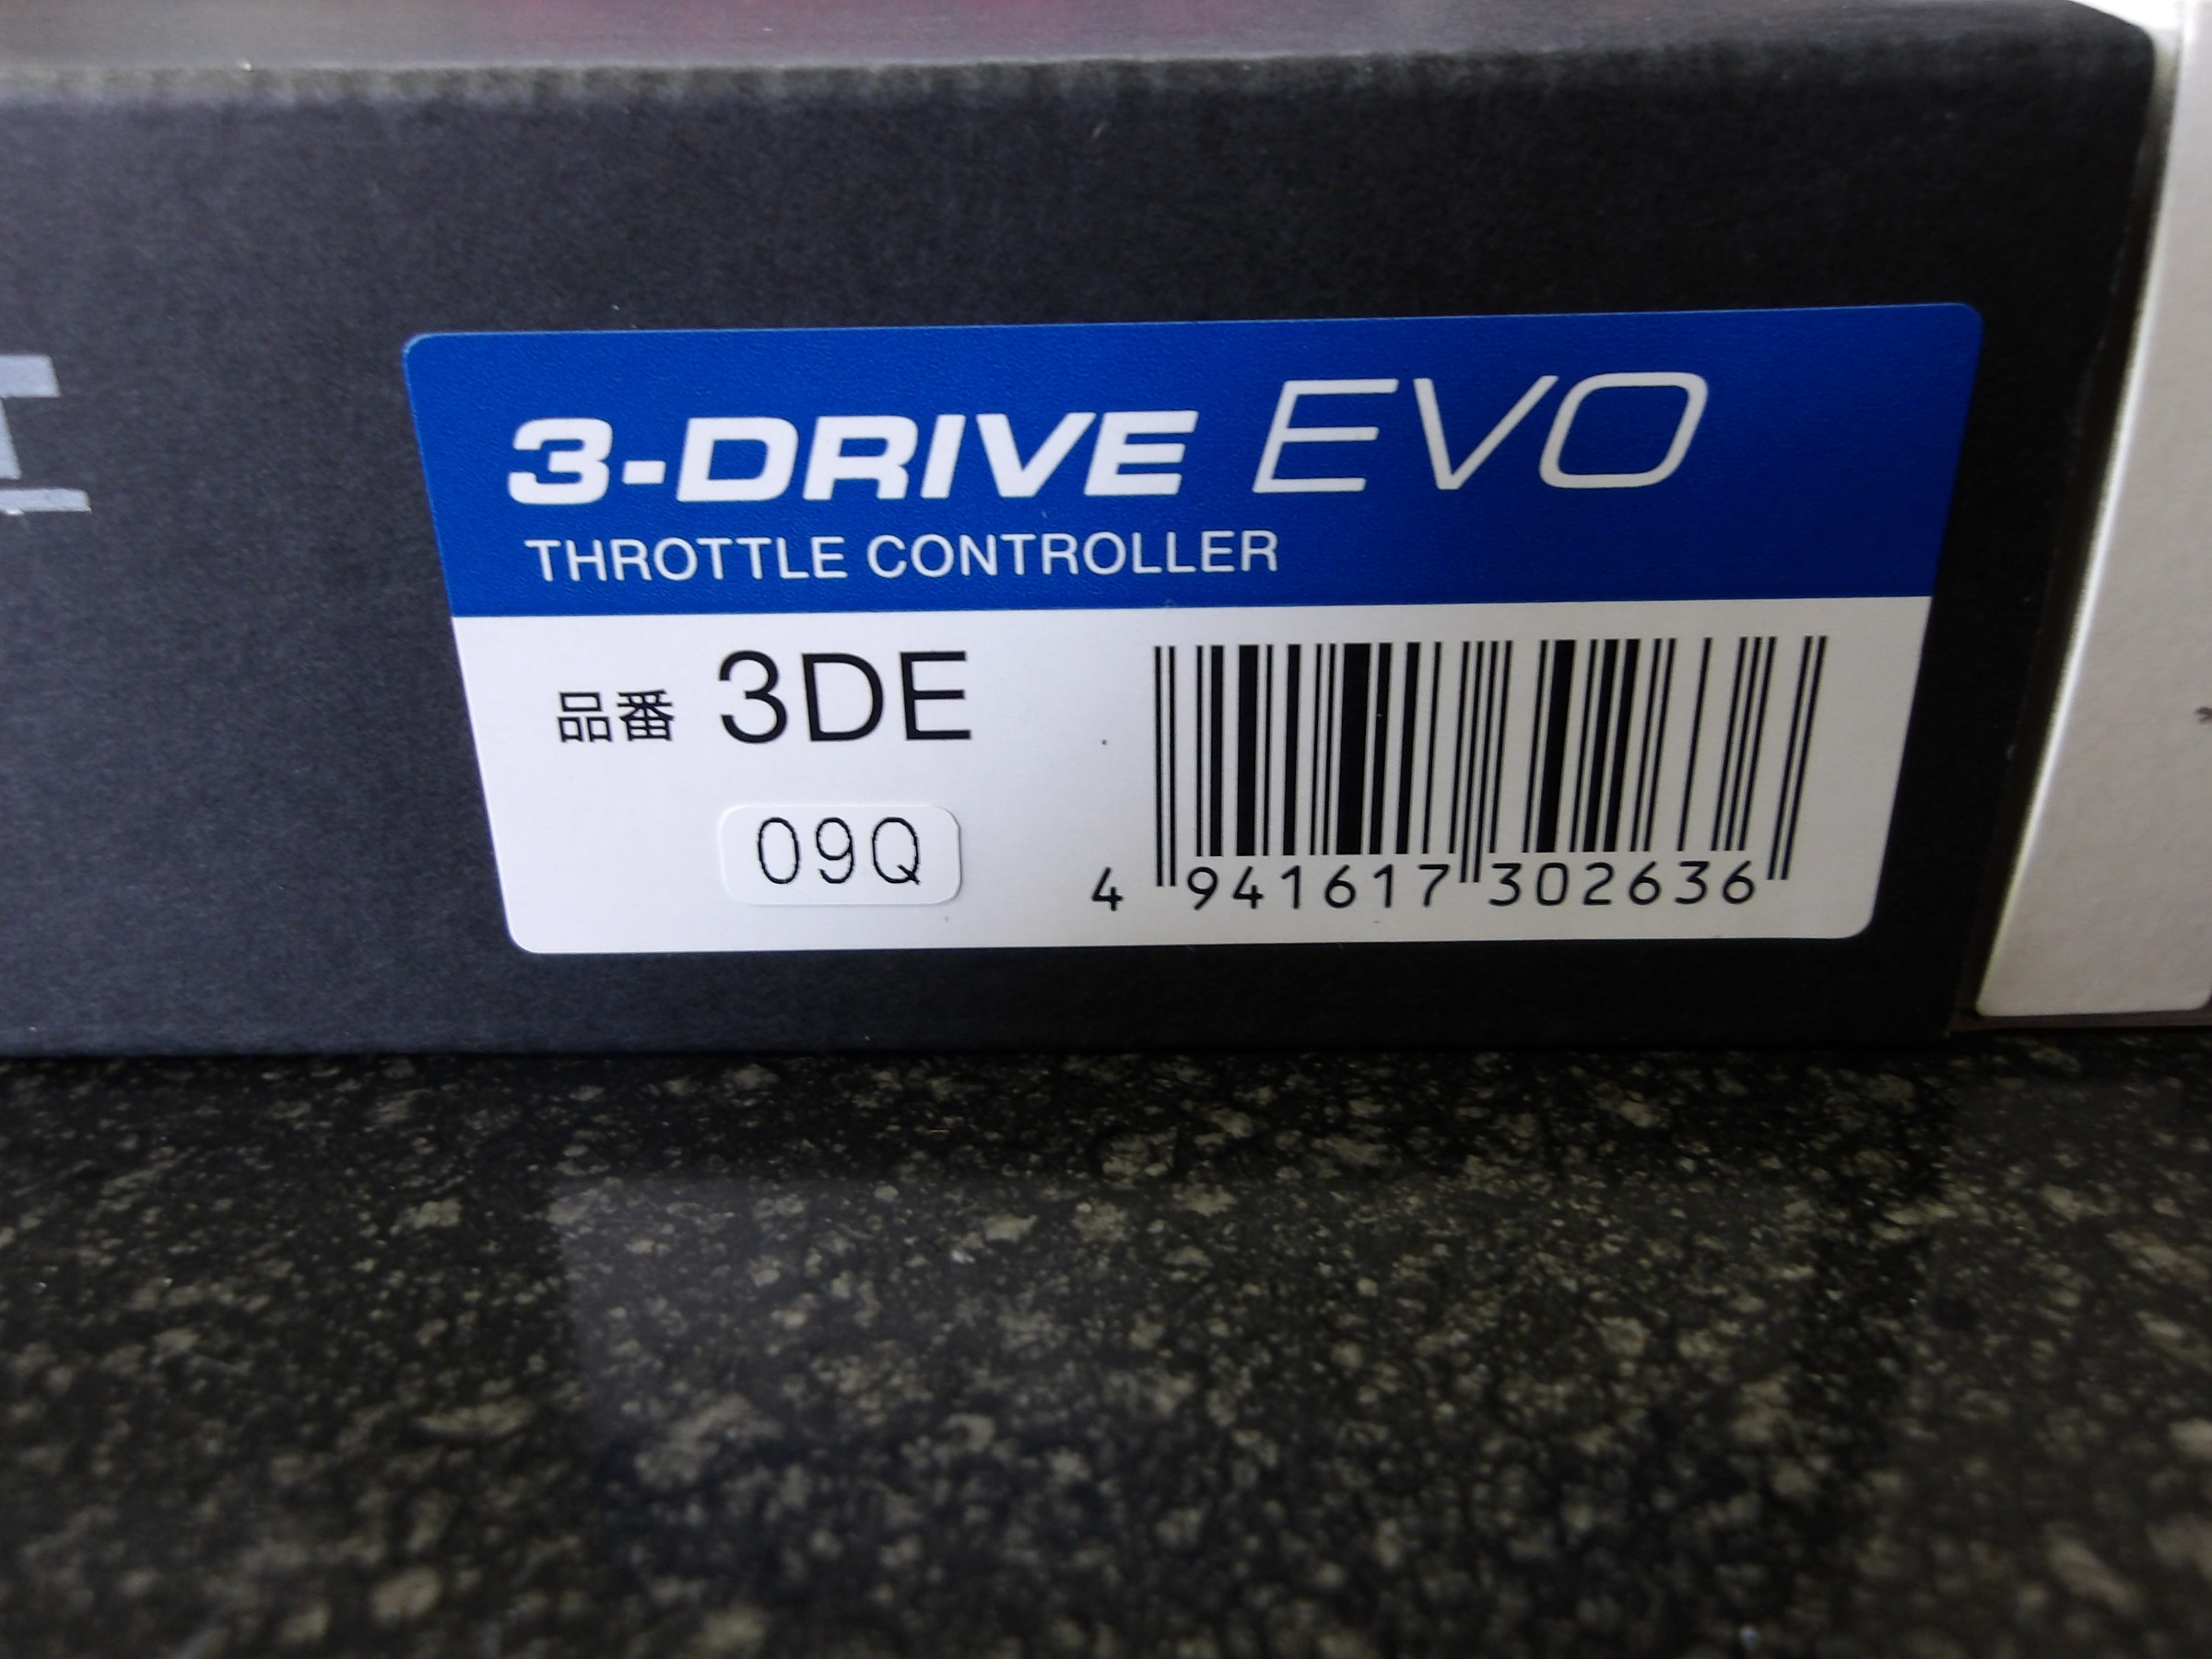 3-DRIVE EVO
THROTTLE CONTROLLER
品番 3DE
09Q
4 941617 302636